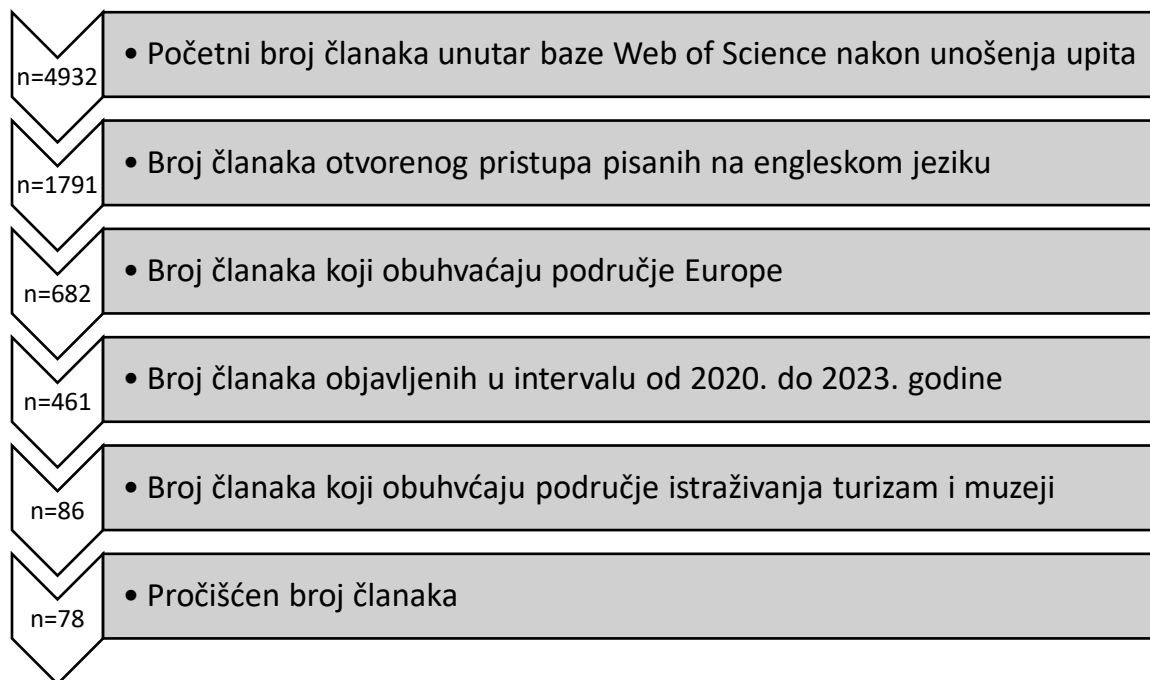 n=4932
• Početni broj članaka unutar baze Web of Science nakon unošenja upita
n=1791
• Broj članaka otvorenog pristupa pisanih na engleskom jeziku
n=682
• Broj članaka koji obuhvaćaju područje Europe
n=461
• Broj članaka objavljenih u intervalu od 2020. do 2023. godine
n=86
• Broj članaka koji obuhvćaju područje istraživanja turizam i muzeji
n=78
• Pročišćen broj članaka